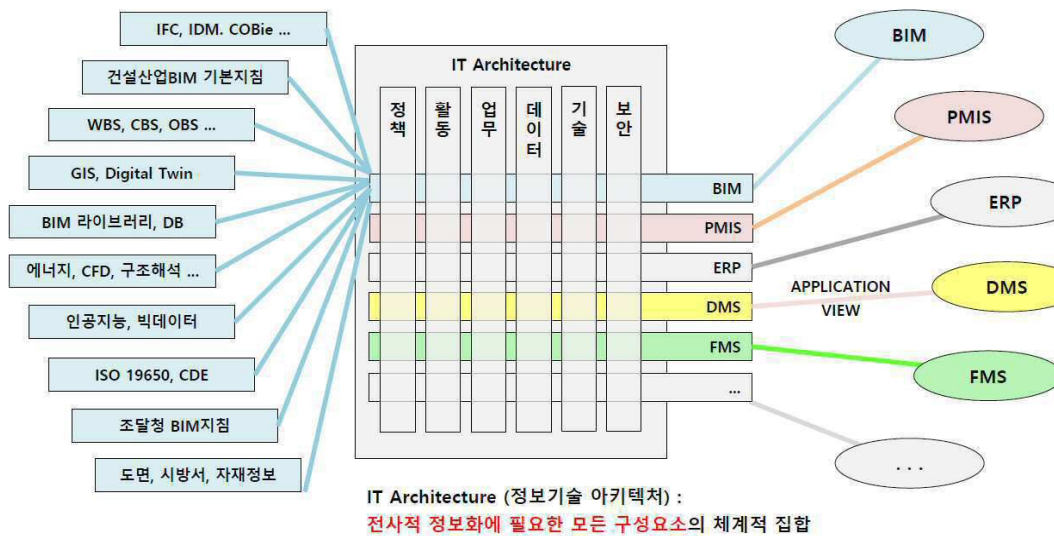 IFC, IDM. COBie ...
건설산업BIM 기본지침
WBS, CBS, OBS ...
GIS, Digital Twin
BIM 라이브러리, DB
에너지, CFD, 구조해석 ...
인공지능, 빅데이터
ISO 19650, CDE
조달청 BIM지침
도면, 시방서, 자재정보
IT Architecture
정책
활동
업무
데이터
기술
보안
BIM
PMIS
ERP
DMS
FMS
...
APPLICATION
VIEW
BIM
PMIS
ERP
DMS
FMS
. . .
IT Architecture (정보기술 아키텍처) :
전사적 정보화에 필요한 모든 구성요소의 체계적 집합